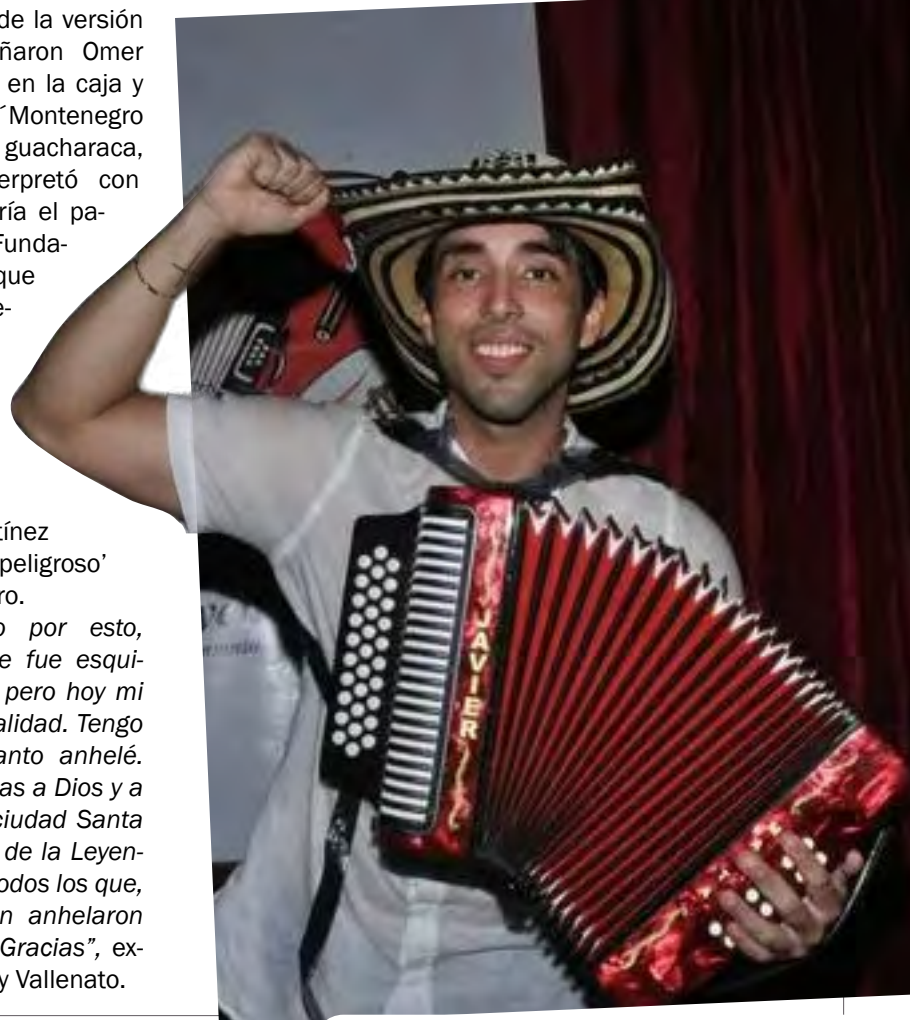 de la versión
ñaron Omer
en la caja y
´Montenegro
guacharaca,
erpretó con
ría el pa-
Funda-
que
e-
tínez
peligroso’
ro.
o por esto,
e fue esqui-
pero hoy mi
alidad. Tengo
anto anhelé.
as a Dios y a
ciudad Santa
de la Leyen-
odos los que,
n anhelaron
Gracias”, ex-
y Vallenato.
JAVIER